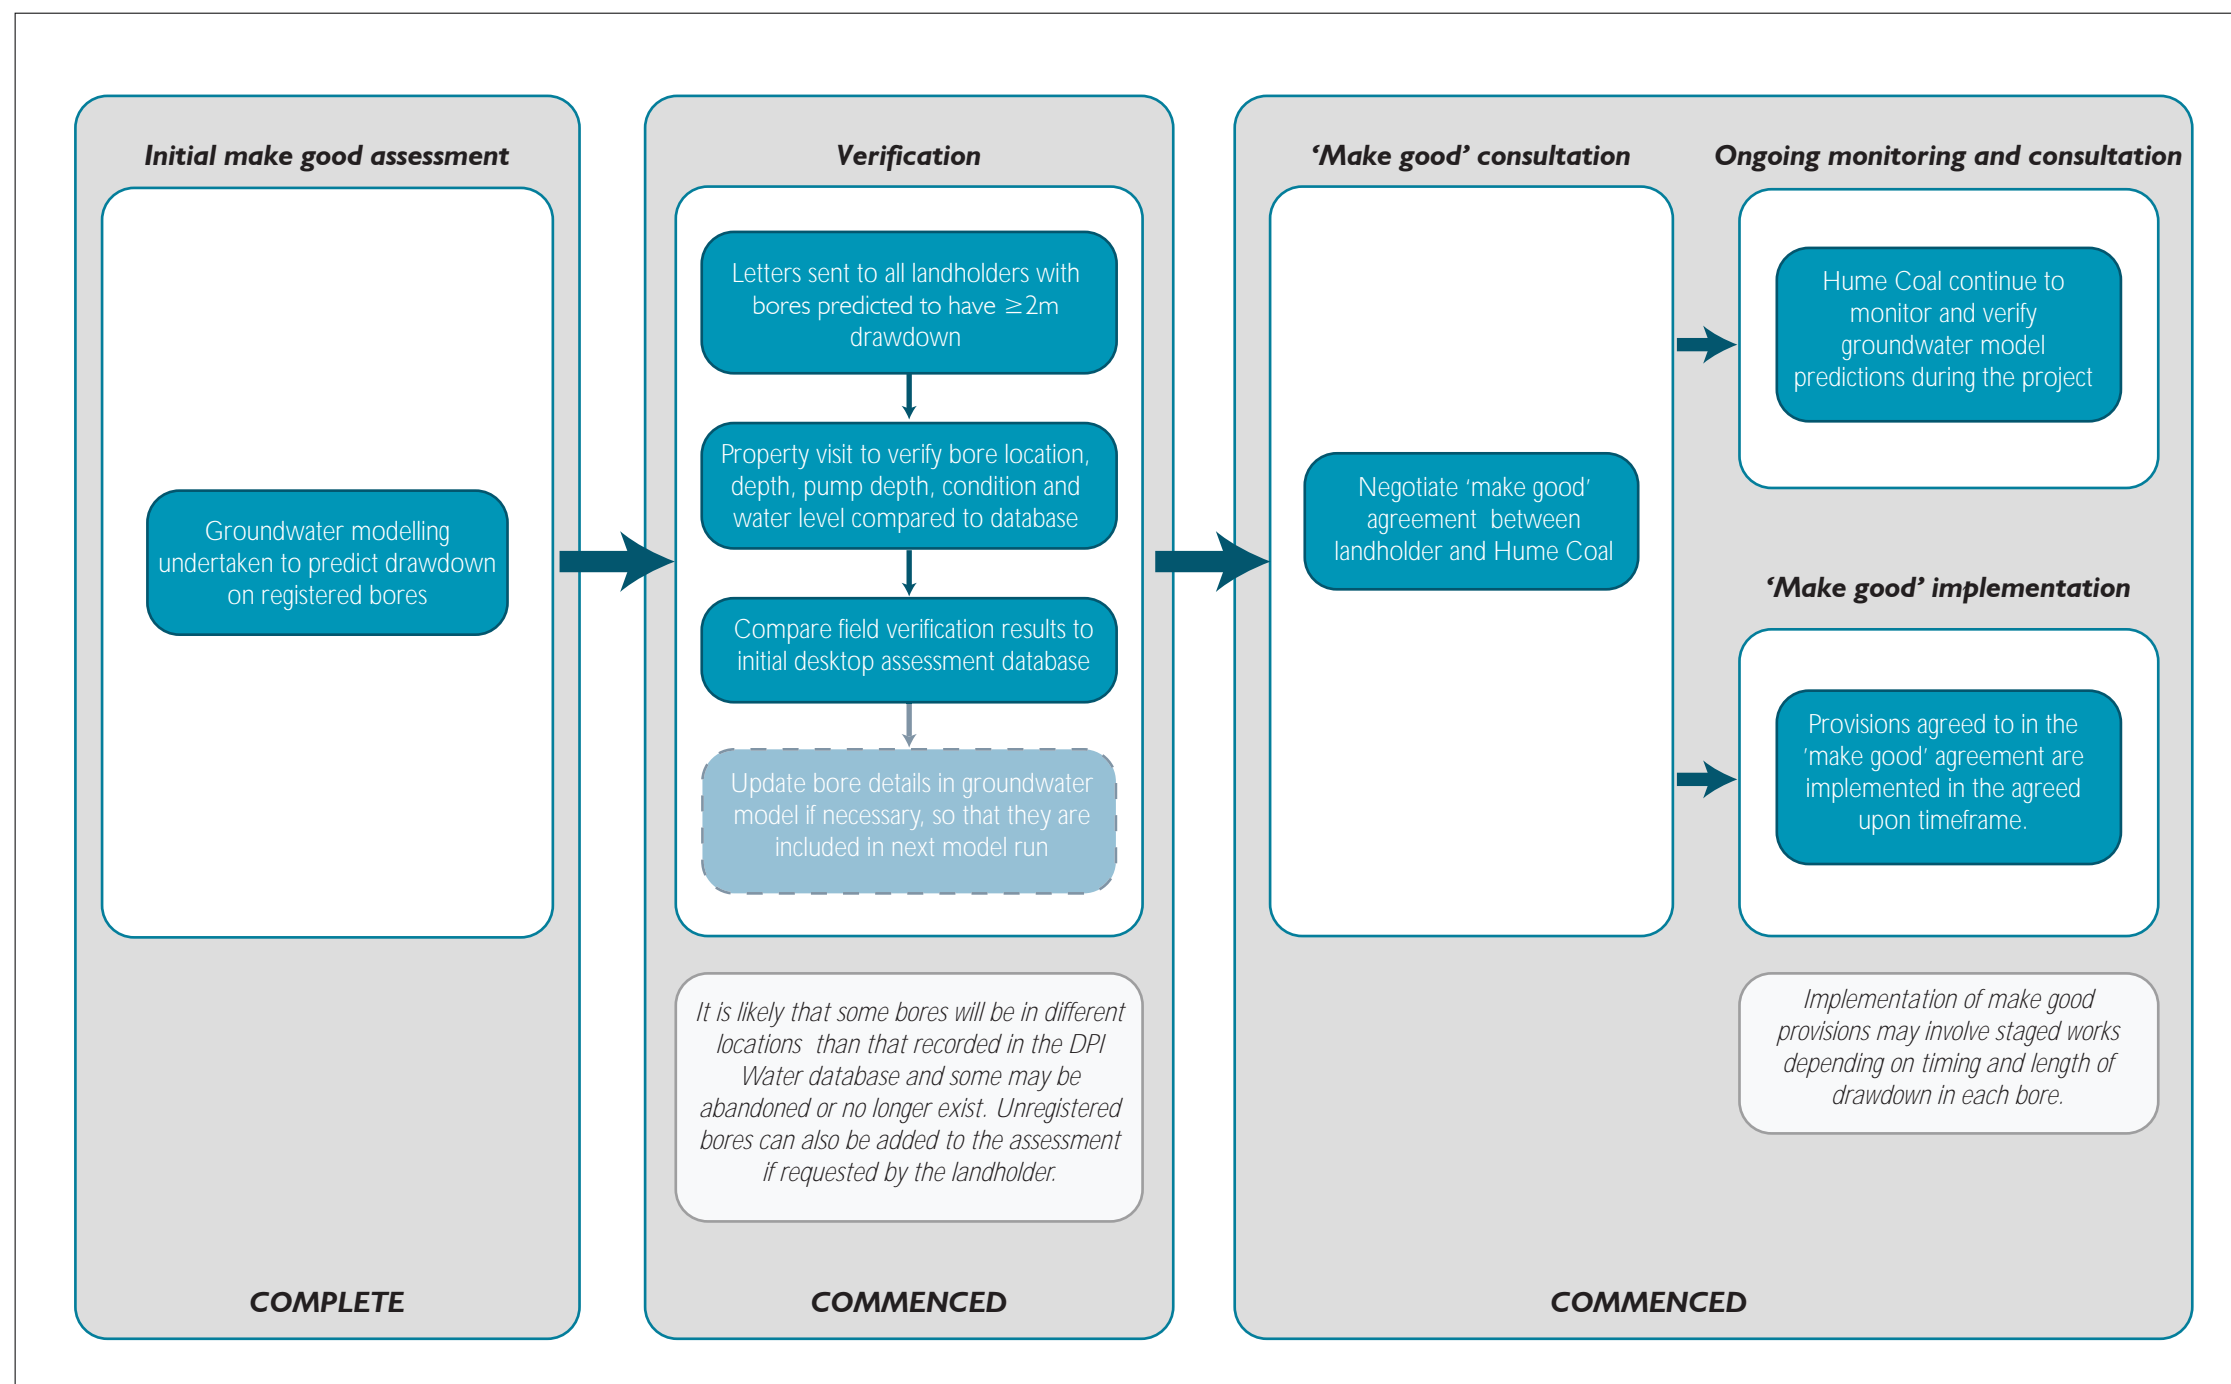 Initial make good assessment
Groundwater modelling
undertaken to predict drawdown
on registered bores
COMPLETE
Verification
Letters sent to all landholders with
bores predicted to have ≥2m
drawdown
Property visit to verify bore location,
depth, pump depth, condition and
water level compared to database
Compare field verification results to
initial desktop assessment database
Update bore details in groundwater
model if necessary, so that they are
included in next model run
It is likely that some bores will be in different
locations than that recorded in the DPI
Water database and some may be
abandoned or no longer exist. Unregistered
bores can also be added to the assessment
if requested by the landholder.
COMMENCED
‘Make good’ consultation
Negotiate ‘make good’
agreement between
landholder and Hume Coal
Ongoing monitoring and consultation
Hume Coal continue to
monitor and verify
groundwater model
predictions during the project
‘Make good’ implementation
Provisions agreed to in the
’make good’ agreement are
implemented in the agreed
upon timeframe.
Implementation of make good
provisions may involve staged works
depending on timing and length of
drawdown in each bore.
COMMENCED